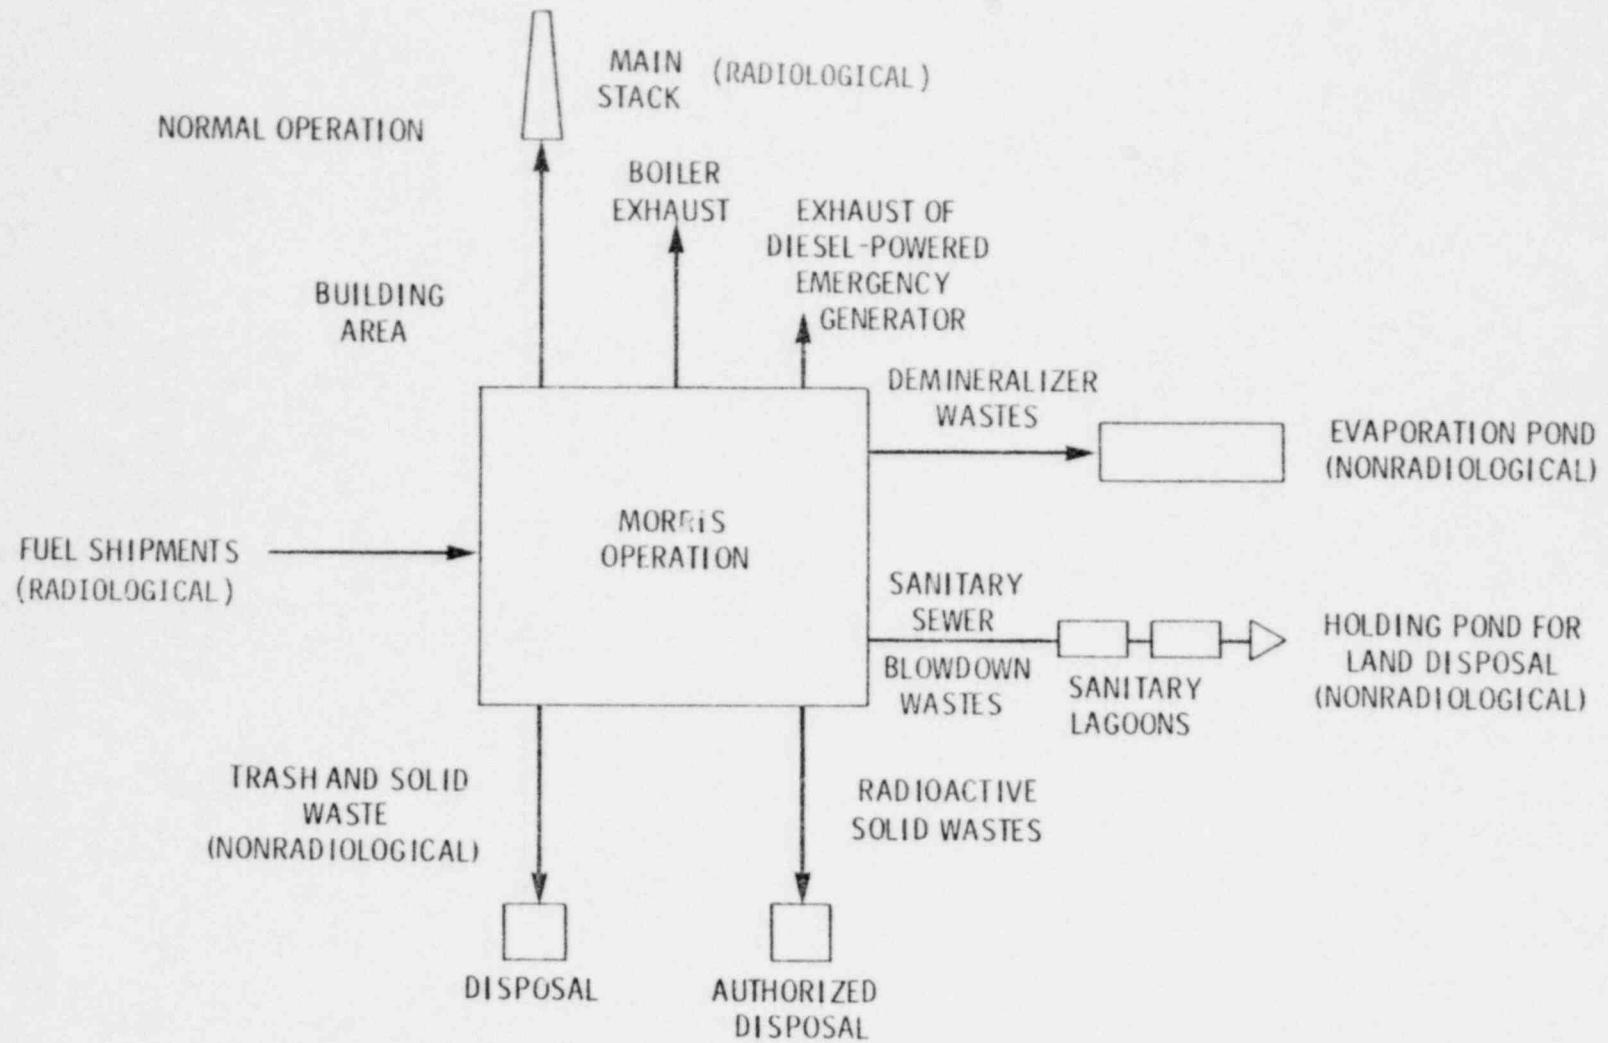 MAIN (RADIOLOGICAL)
STACK
NORMAL OPERATION
BOILER
EXHAUST
EXHAUST OF
DIESEL-POWERED
EMERGENCY
GENERATOR
BUILDING
AREA
DEMINERALIZER
WASTES
EVAPORATION POND
(NONRADIOLOGICAL)
MORRiS
OPERATION
FUEL SHIPMENTS
(RADIOLOGICAL)
SANITARY
SEWER
BLOWDOWN
WASTES
SANITARY
LAGOONS
HOLDING POND FOR
LAND DISPOSAL
(NONRADIOLOGICAL)
TRASH AND SOLID
WASTE
(NONRADIOLOGICAL)
RADIOACTIVE
SOLID WASTES
DISPOSAL
AUTHORIZED
DISPOSAL